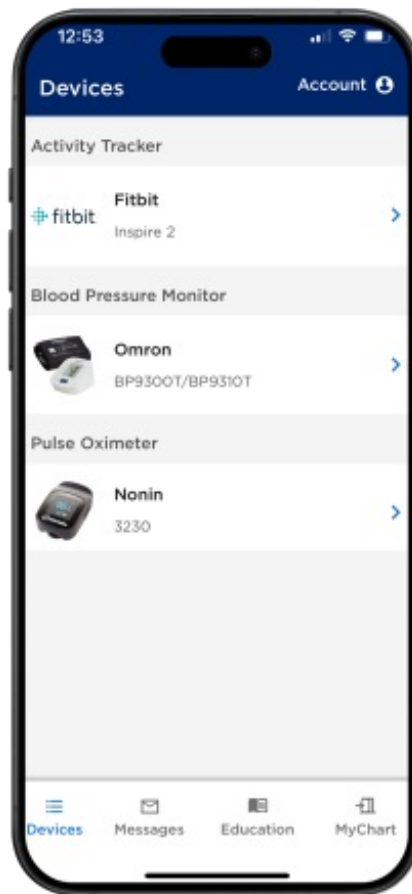 12:53
Devices
Account
Activity Tracker
fitbit
Fitbit
Inspire 2
Blood Pressure Monitor
Omron
BP9300T/BP9310T
Pulse Oximeter
Nonin
3230
Devices
Messages
Education
MyChart